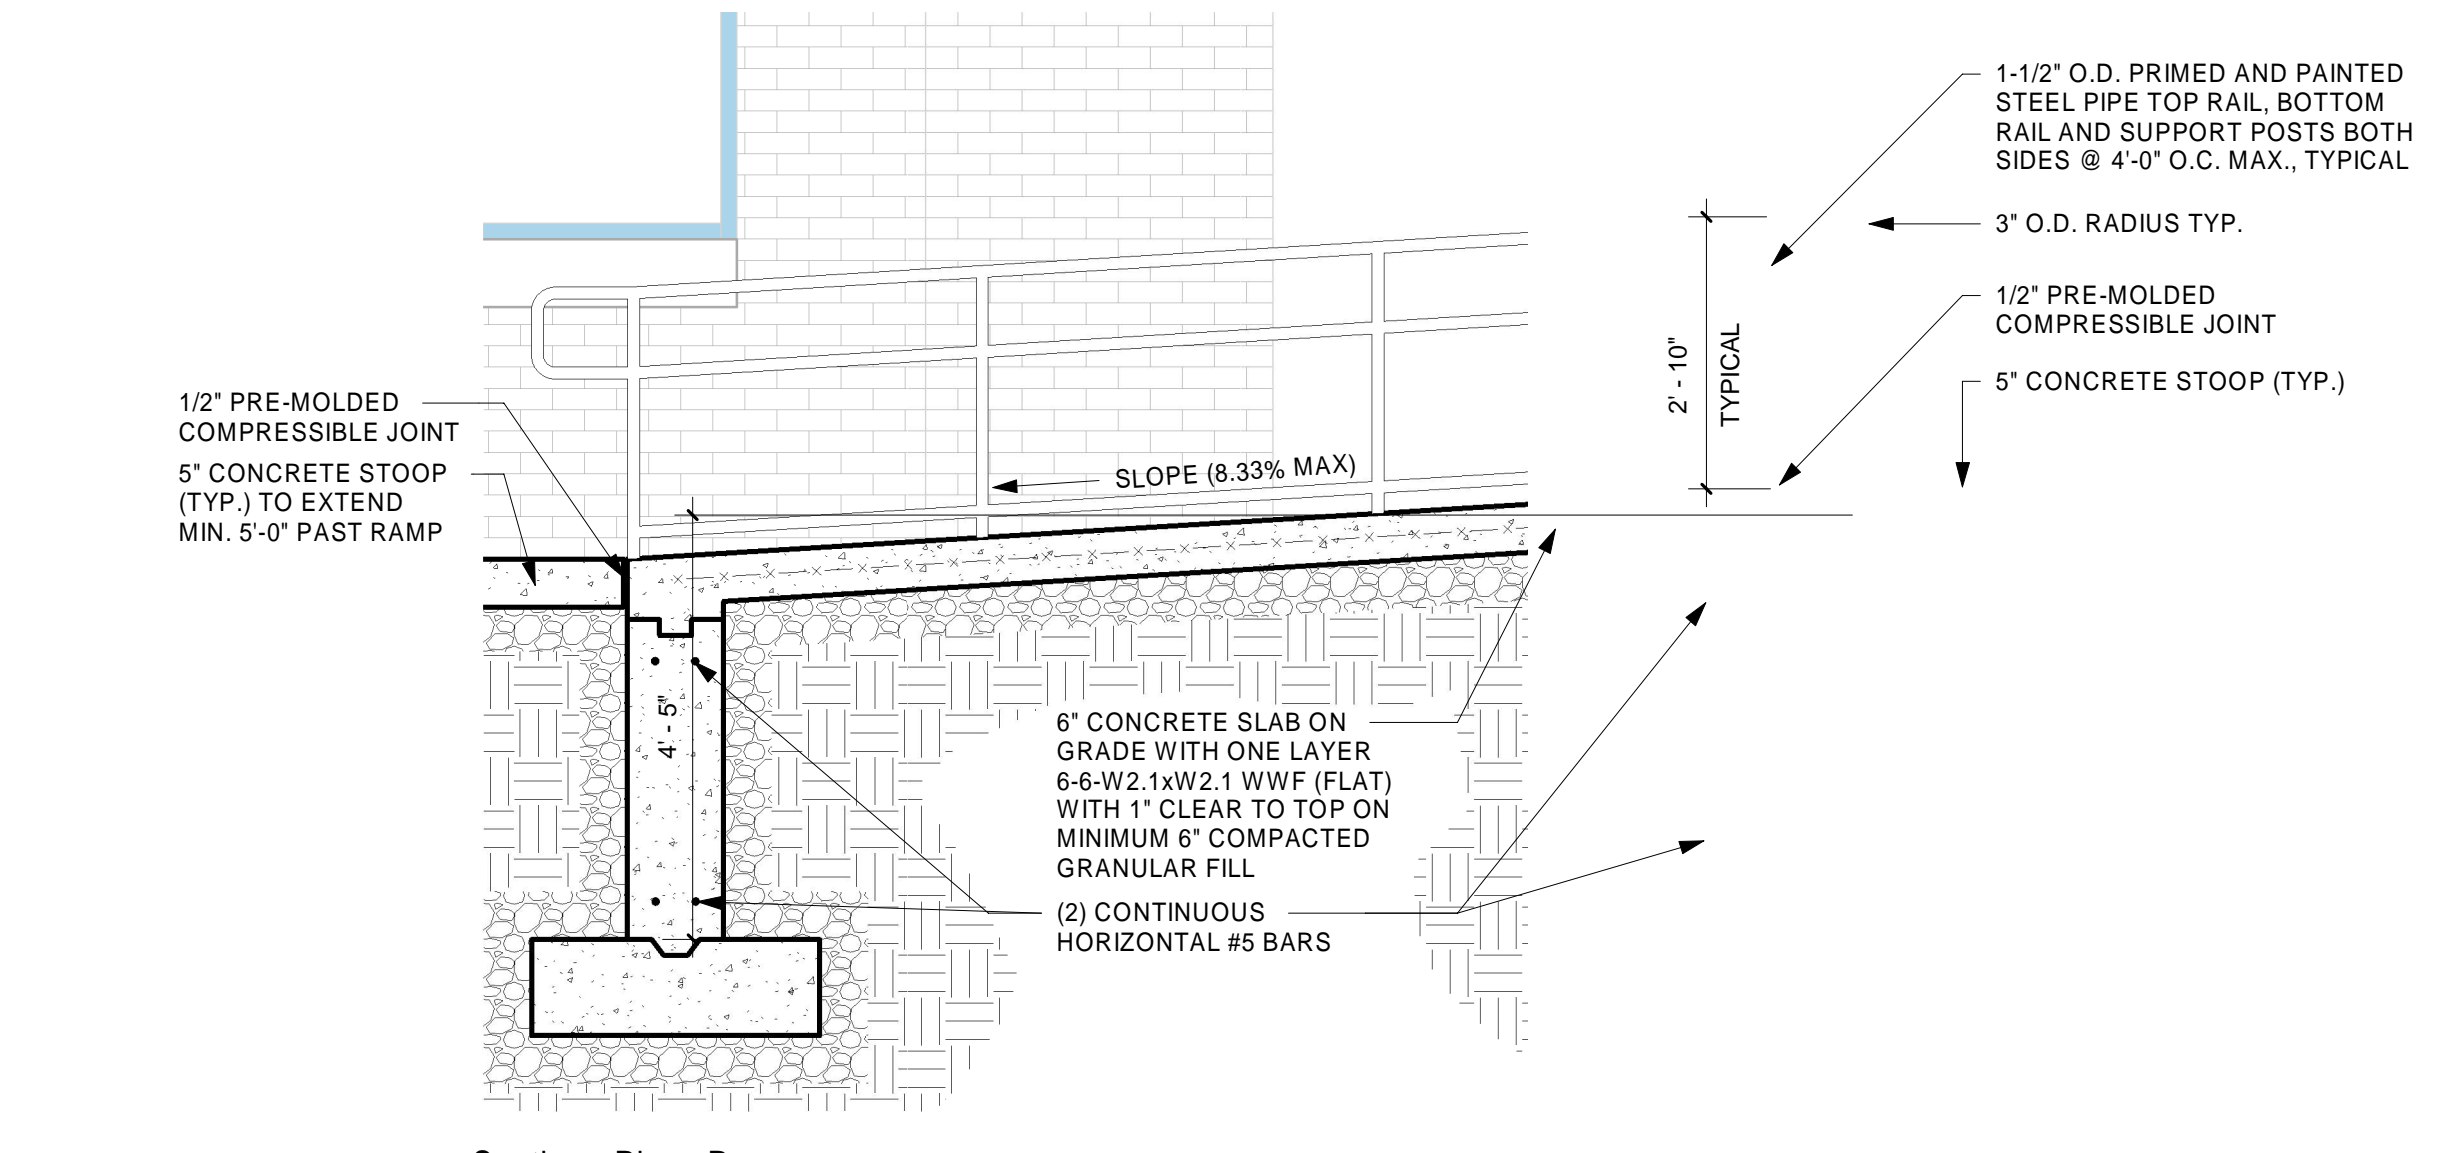 1-1/2" O.D. PRIMED AND PAINTED
STEEL PIPE TOP RAIL, BOTTOM
RAIL AND SUPPORT POSTS BOTH
SIDES @ 4'-0" O.C. MAX., TYPICAL
3" O.D. RADIUS TYP.
1/2" PRE-MOLDED
COMPRESSIBLE JOINT
5" CONCRETE STOOP (TYP.)
2' - 10"
TYPICAL
1/2" PRE-MOLDED
COMPRESSIBLE JOINT
5" CONCRETE STOOP
(TYP.) TO EXTEND
MIN. 5'-0" PAST RAMP
SLOPE (8.33% MAX)
4' - 5"
6" CONCRETE SLAB ON
GRADE WITH ONE LAYER
6-6-W2.1xW2.1 WWF (FLAT)
WITH 1" CLEAR TO TOP ON
MINIMUM 6" COMPACTED
GRANULAR FILL
(2) CONTINUOUS
HORIZONTAL #5 BARS